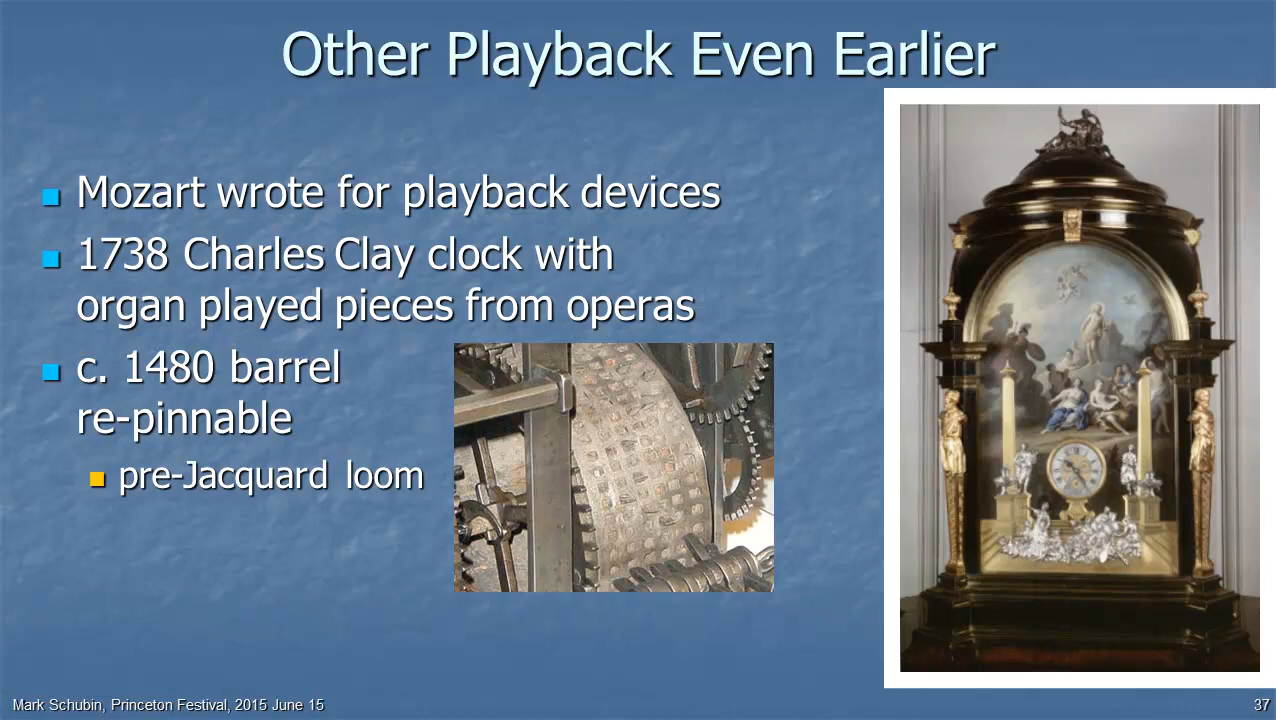 Other Playback Even Earlier
Mozart wrote for playback devices
1738 Charles Clay clock with
organ played pieces from operas
c. 1480 barrel
re-pinnable
pre-Jacquard loom
Mark Schubin, Princeton Festival, 2015 June 15
37